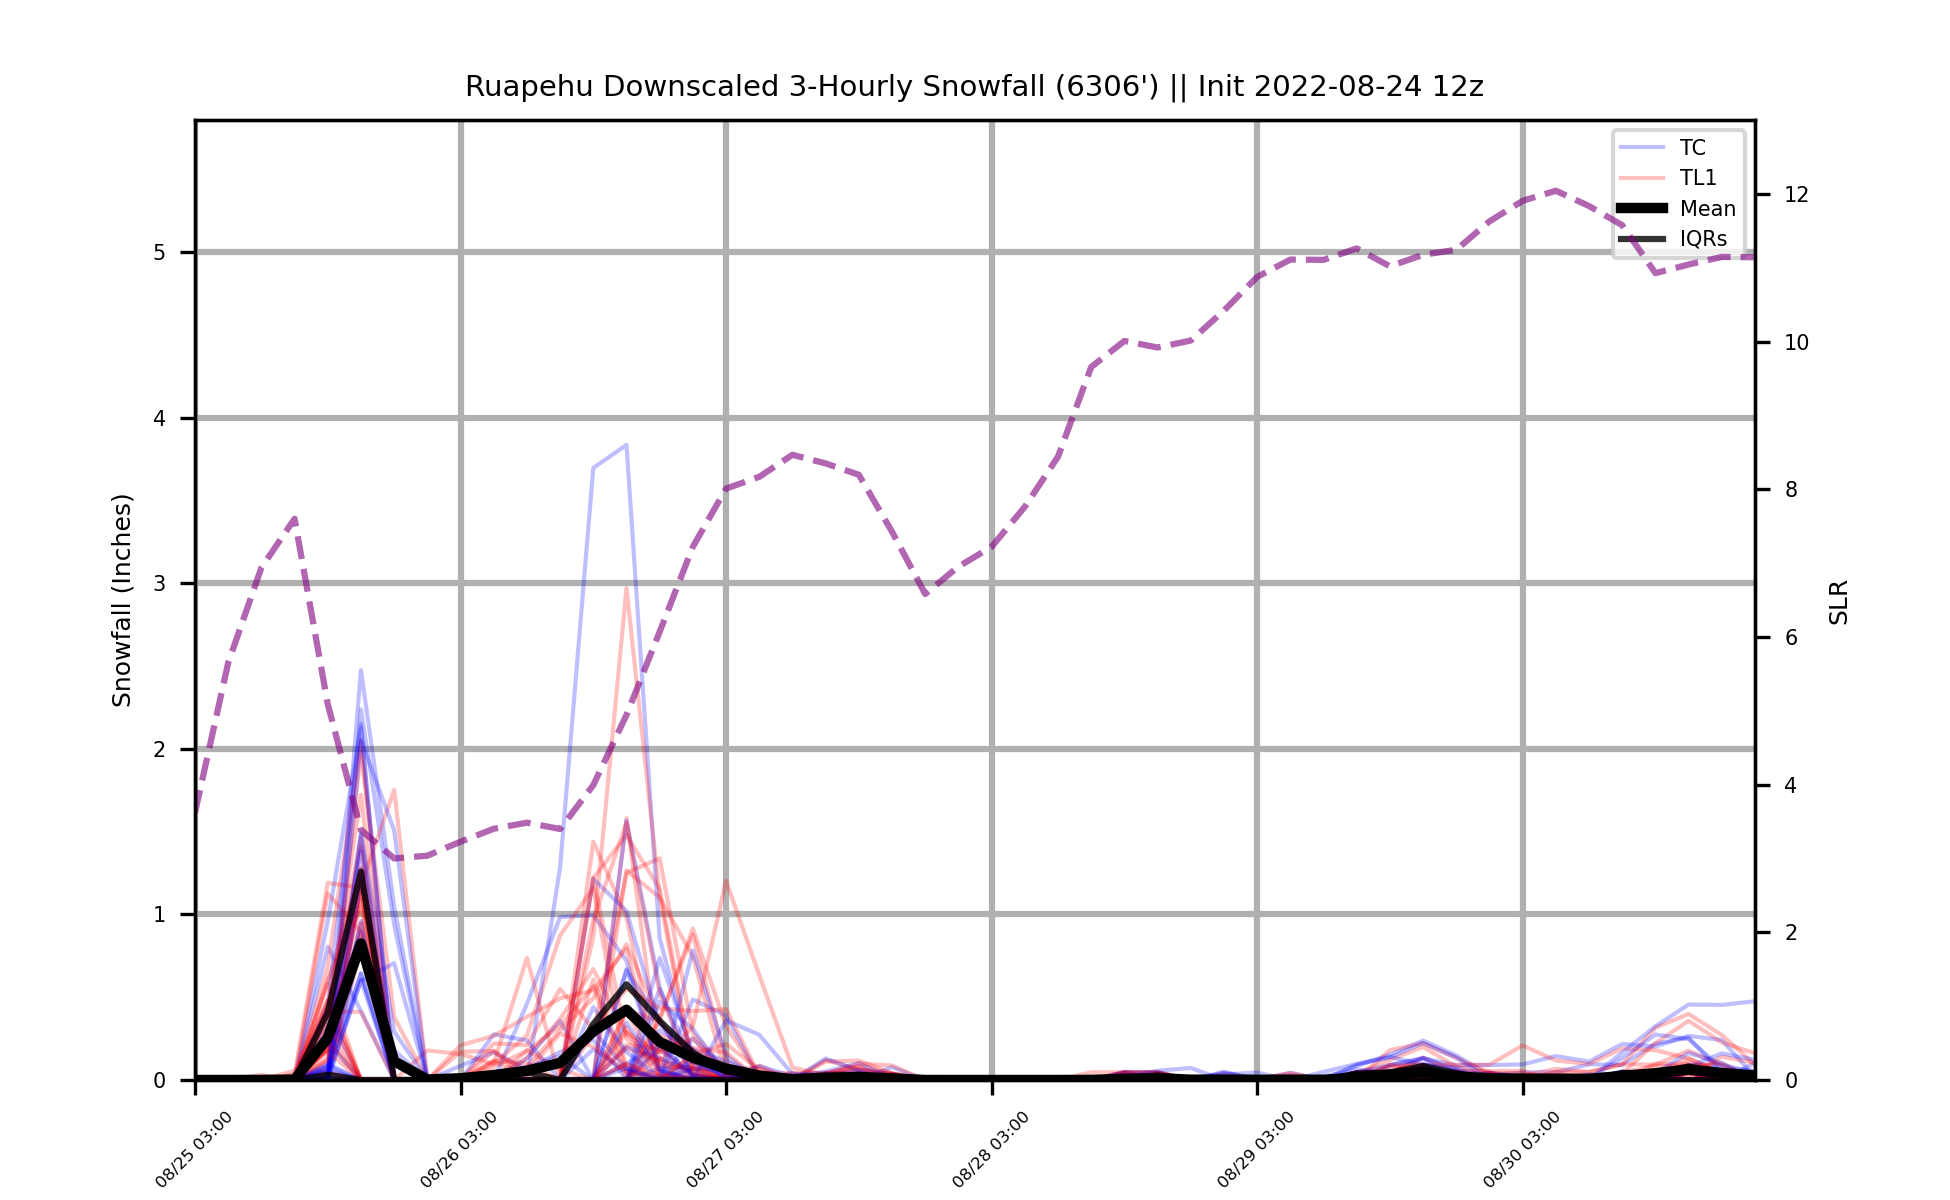 Ruapehu Downscaled 3-Hourly Snowfall (6306') || Init 2022-08-24 12z
TC
TL1
Mean
IQRs
Snowfall (Inches)
5
4
3
2
1
0
12
10
8
6
4
2
0
SLR
08/25 03:00
08/26 03:00
08/27 03:00
08/28 03:00
08/29 03:00
08/30 03:00